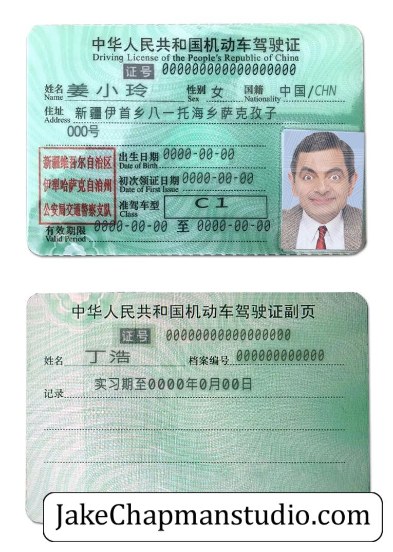 中华人民共和国机动车驾驶证
Driving License of the People's Republic of China
证号 000000000000000000
姓名 姜小玲 性别 女 国籍 中国/CHN
Name Sex Nationality
住址 新疆伊首乡八一托海乡萨克孜子
Address
000号
新疆维吾尔自治区
伊犁哈萨克自治州
公安局交通警察支队
出生日期 0000-00-00
Date of Birth
初次领证日期 0000-00-00
Date of First Issue
准驾车型 C1
Class
有效期限 0000-00-00 至 0000-00-00
Valid Period
中华人民共和国机动车驾驶证副页
证号 000000000000000000
姓名 丁浩 档案编号 000000000000
记录 实习期至0000年0月00日
JakeChapmanstudio.com